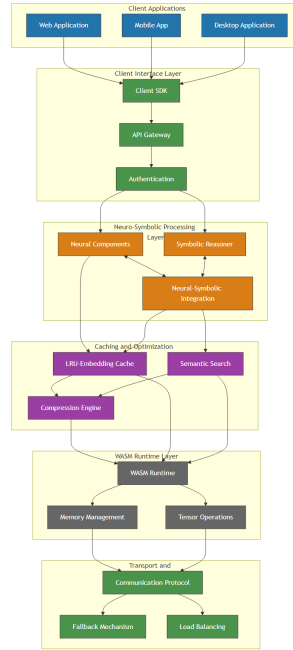 Client Applications
Web Application
Mobile App
Desktop Application
Client Interface Layer
Client SDK
API Gateway
Authentication
Neuro-Symbolic Processing
Layer
Neural Components
Symbolic Reasoner
Neural-Symbolic
Integration
Caching and Optimization
LRU-Embedding Cache
Semantic Search
Compression Engine
WASM Runtime Layer
WASM Runtime
Memory Management
Tensor Operations
Transport and
Communication Protocol
Fallback Mechanism
Load Balancing